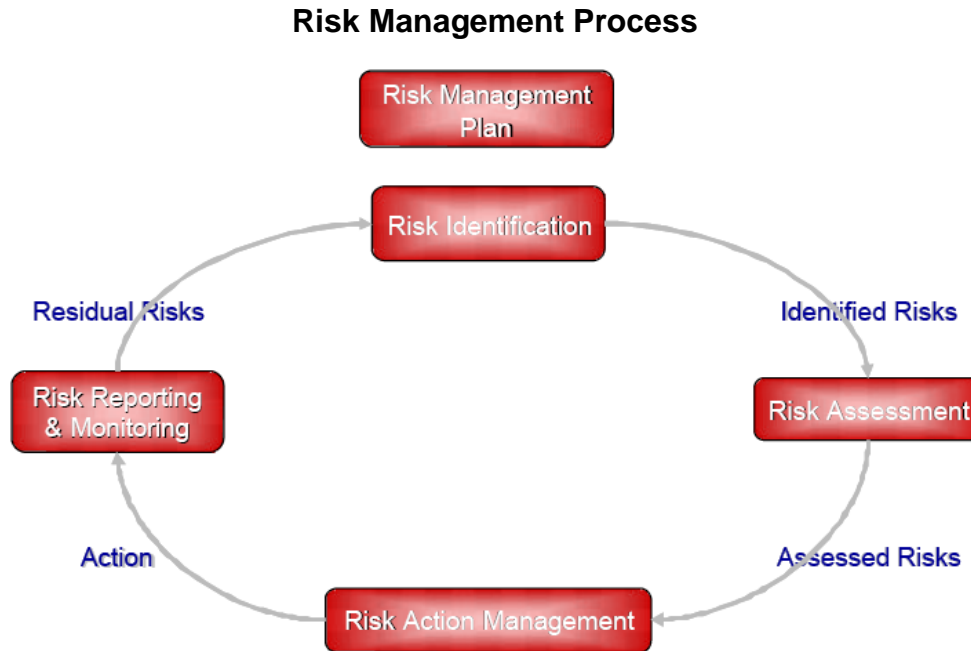 Risk Management Process
Risk Management
Plan
Risk Identification
Residual Risks
Identified Risks
Risk Reporting
& Monitoring
Risk Assessment
Action
Assessed Risks
Risk Action Management